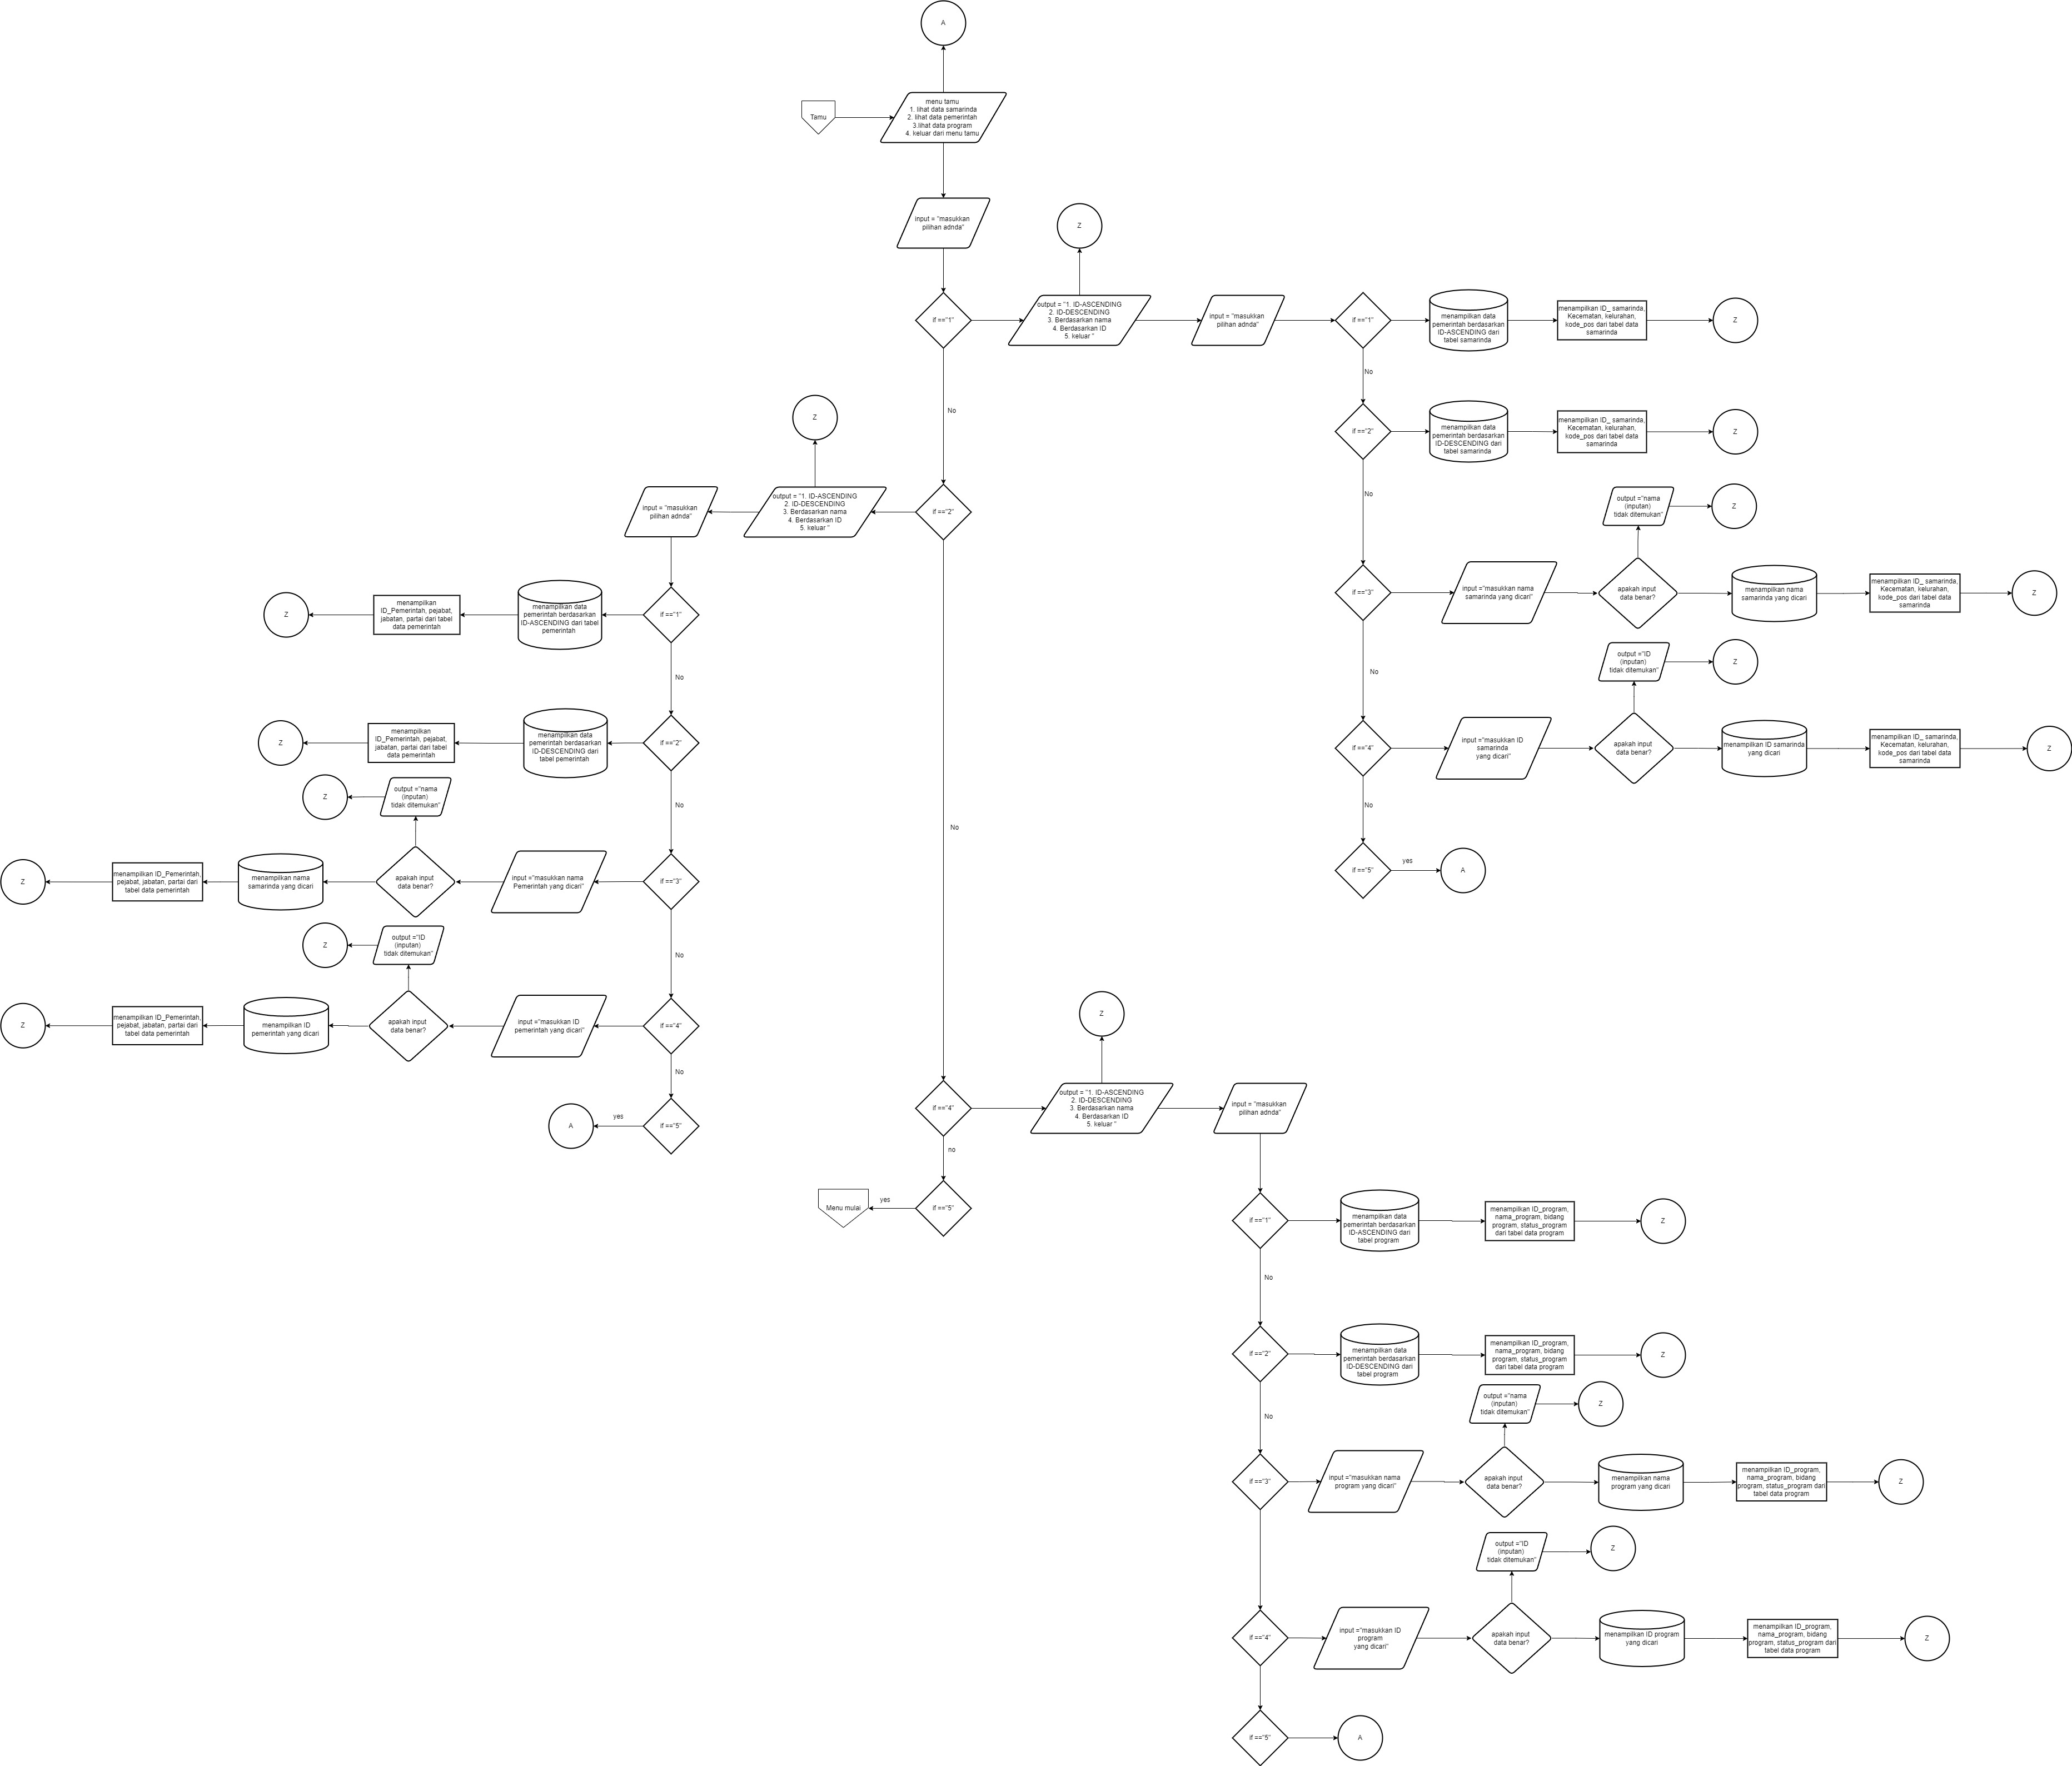 A
menu tamu
1. lihat data samarinda
2. lihat data pemerintah
3.lihat data program
4. keluar dari menu tamu
Tamu
input = "masukkan
pilihan adnda"
Z
if =="1"
output = "1. ID-ASCENDING
2. ID-DESCENDING
3. Berdasarkan nama
4. Berdasarkan ID
5. keluar "
input = "masukkan
pilihan adnda"
if =="1"
menampilkan data
pemerintah berdasarkan
ID-ASCENDING dari
tabel samarinda
menampilkan ID_ samarinda,
Kecematan, kelurahan,
kode_pos dari tabel data
samarinda
Z
No
if =="2"
menampilkan data
pemerintah berdasarkan
ID-DESCENDING dari
tabel samarinda
menampilkan ID_ samarinda,
Kecematan, kelurahan,
kode_pos dari tabel data
samarinda
Z
No
output ="nama
(inputan)
tidak ditemukan"
Z
if =="3"
input ="masukkan nama
samarinda yang dicari"
apakah input
data benar?
menampilkan nama
samarinda yang dicari
menampilkan ID_ samarinda,
Kecematan, kelurahan,
kode_pos dari tabel data
samarinda
Z
No
output ="ID
(inputan)
tidak ditemukan"
Z
if =="4"
input ="masukkan ID
samarinda
yang dicari"
apakah input
data benar?
menampilkan ID samarinda
yang dicari
menampilkan ID_ samarinda,
Kecematan, kelurahan,
kode_pos dari tabel data
samarinda
Z
No
if =="5"
yes
A
No
Z
if =="2"
output = "1. ID-ASCENDING
2. ID-DESCENDING
3. Berdasarkan nama
4. Berdasarkan ID
5. keluar "
input = "masukkan
pilihan adnda"
if =="1"
menampilkan data
pemerintah berdasarkan
ID-ASCENDING dari tabel
pemerintah
menampilkan
ID_Pemerintah, pejabat,
jabatan, partai dari tabel
data pemerintah
Z
No
if =="2"
menampilkan data
pemerintah berdasarkan
ID-DESCENDING dari
tabel pemerintah
menampilkan
ID_Pemerintah, pejabat,
jabatan, partai dari tabel
data pemerintah
Z
No
output ="nama
(inputan)
tidak ditemukan"
Z
if =="3"
input ="masukkan nama
Pemerintah yang dicari"
apakah input
data benar?
menampilkan nama
samarinda yang dicari
menampilkan ID_Pemerintah,
pejabat, jabatan, partai dari
tabel data pemerintah
Z
No
output ="ID
(inputan)
tidak ditemukan"
Z
if =="4"
input ="masukkan ID
pemerintah yang dicari"
apakah input
data benar?
menampilkan ID
pemerintah yang dicari
menampilkan ID_Pemerintah,
pejabat, jabatan, partai dari
tabel data pemerintah
Z
No
if =="5"
yes
A
No
Z
if =="4"
output = "1. ID-ASCENDING
2. ID-DESCENDING
3. Berdasarkan nama
4. Berdasarkan ID
5. keluar "
input = "masukkan
pilihan adnda"
no
if =="5"
yes
Menu mulai
if =="1"
menampilkan data
pemerintah berdasarkan
ID-ASCENDING dari
tabel program
menampilkan ID_program,
nama_program, bidang
program, status_program
dari tabel data program
Z
No
if =="2"
menampilkan data
pemerintah berdasarkan
ID-DESCENDING dari
tabel program
menampilkan ID_program,
nama_program, bidang
program, status_program
dari tabel data program
Z
No
output ="nama
(inputan)
tidak ditemukan"
Z
if =="3"
input ="masukkan nama
program yang dicari"
apakah input
data benar?
menampilkan nama
program yang dicari
menampilkan ID_program,
nama_program, bidang
program, status_program dari
tabel data program
Z
output ="ID
(inputan)
tidak ditemukan"
Z
if =="4"
input ="masukkan ID
program
yang dicari"
apakah input
data benar?
menampilkan ID program
yang dicari
menampilkan ID_program,
nama_program, bidang
program, status_program dari
tabel data program
Z
if =="5"
A